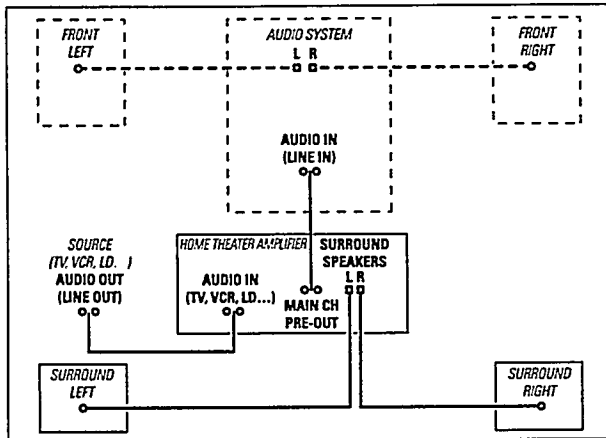 FRONT
LEFT
AUDIO SYSTEM
L R
FRONT
RIGHT
AUDIO IN
(LINE IN)
SOURCE
(TV, VCR, LD. )
AUDIO OUT
(LINE OUT)
HOME THEATER AMPLIFIER
AUDIO IN
(TV, VCR, LD...)
MAIN CH
PRE-OUT
SURROUND
SPEAKERS
L R
SURROUND
LEFT
SURROUND
RIGHT